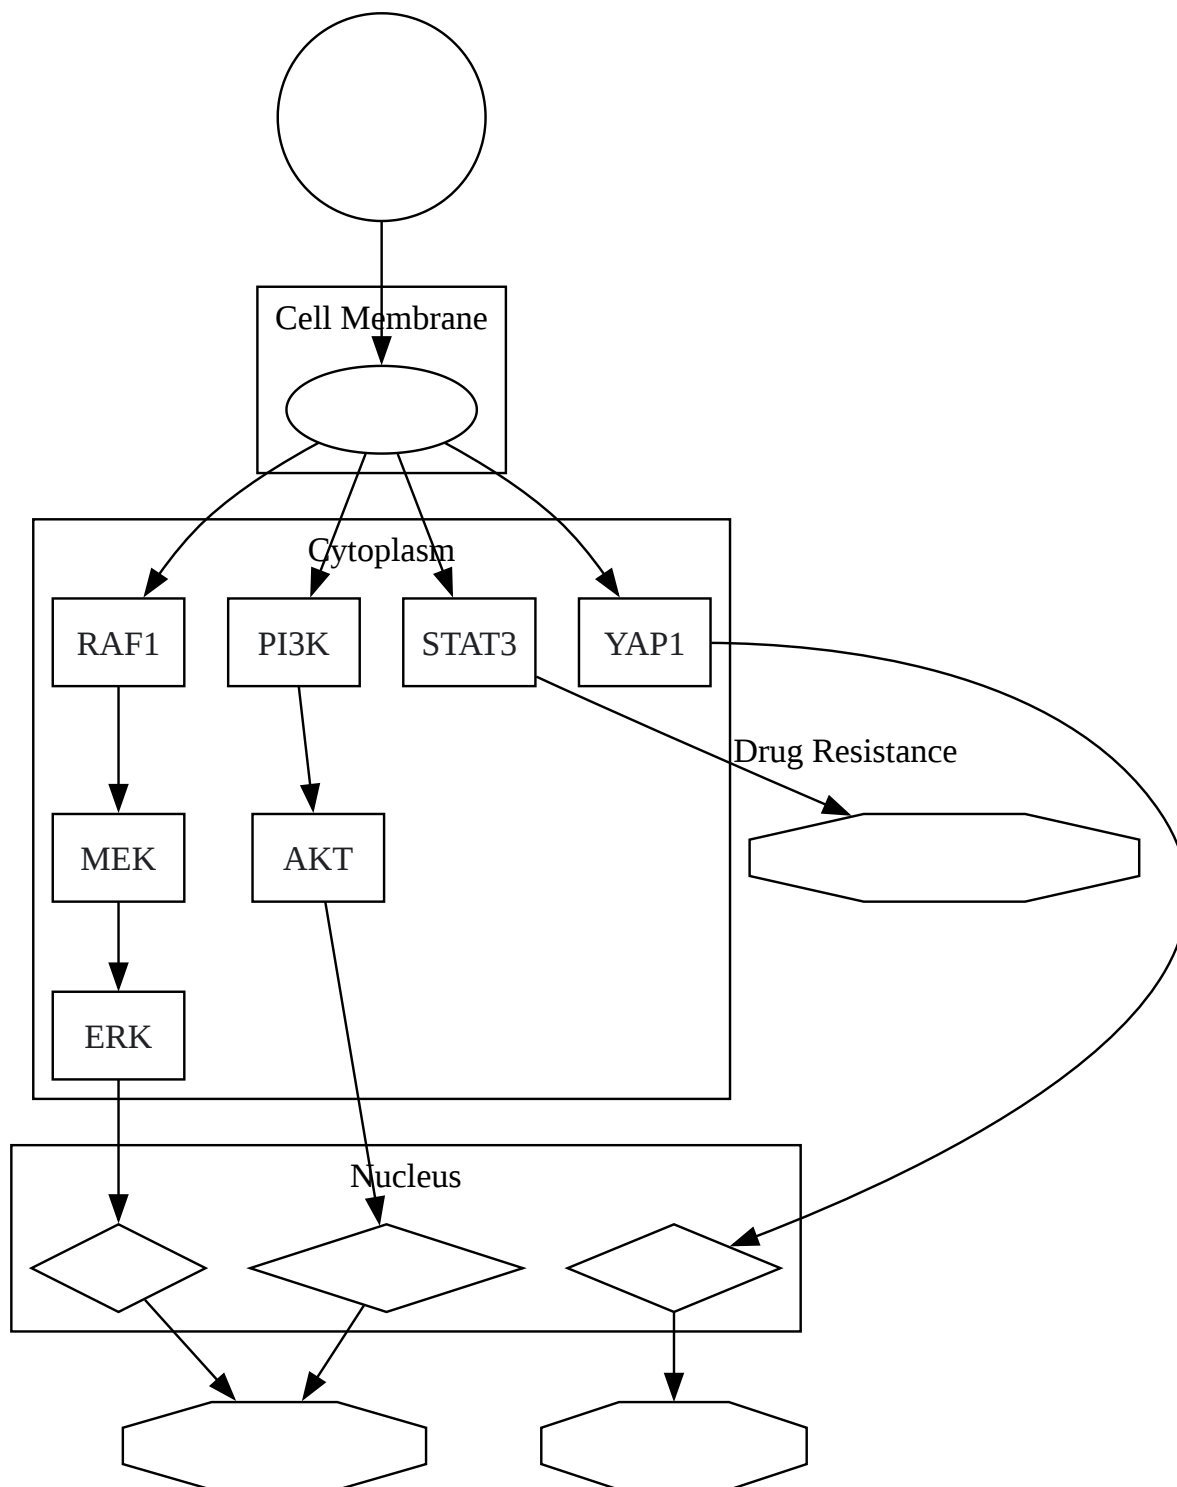 Cell Membrane
Cytoplasm
RAF1
PI3K
STAT3
YAP1
Drug Resistance
MEK
AKT
ERK
Nucleus